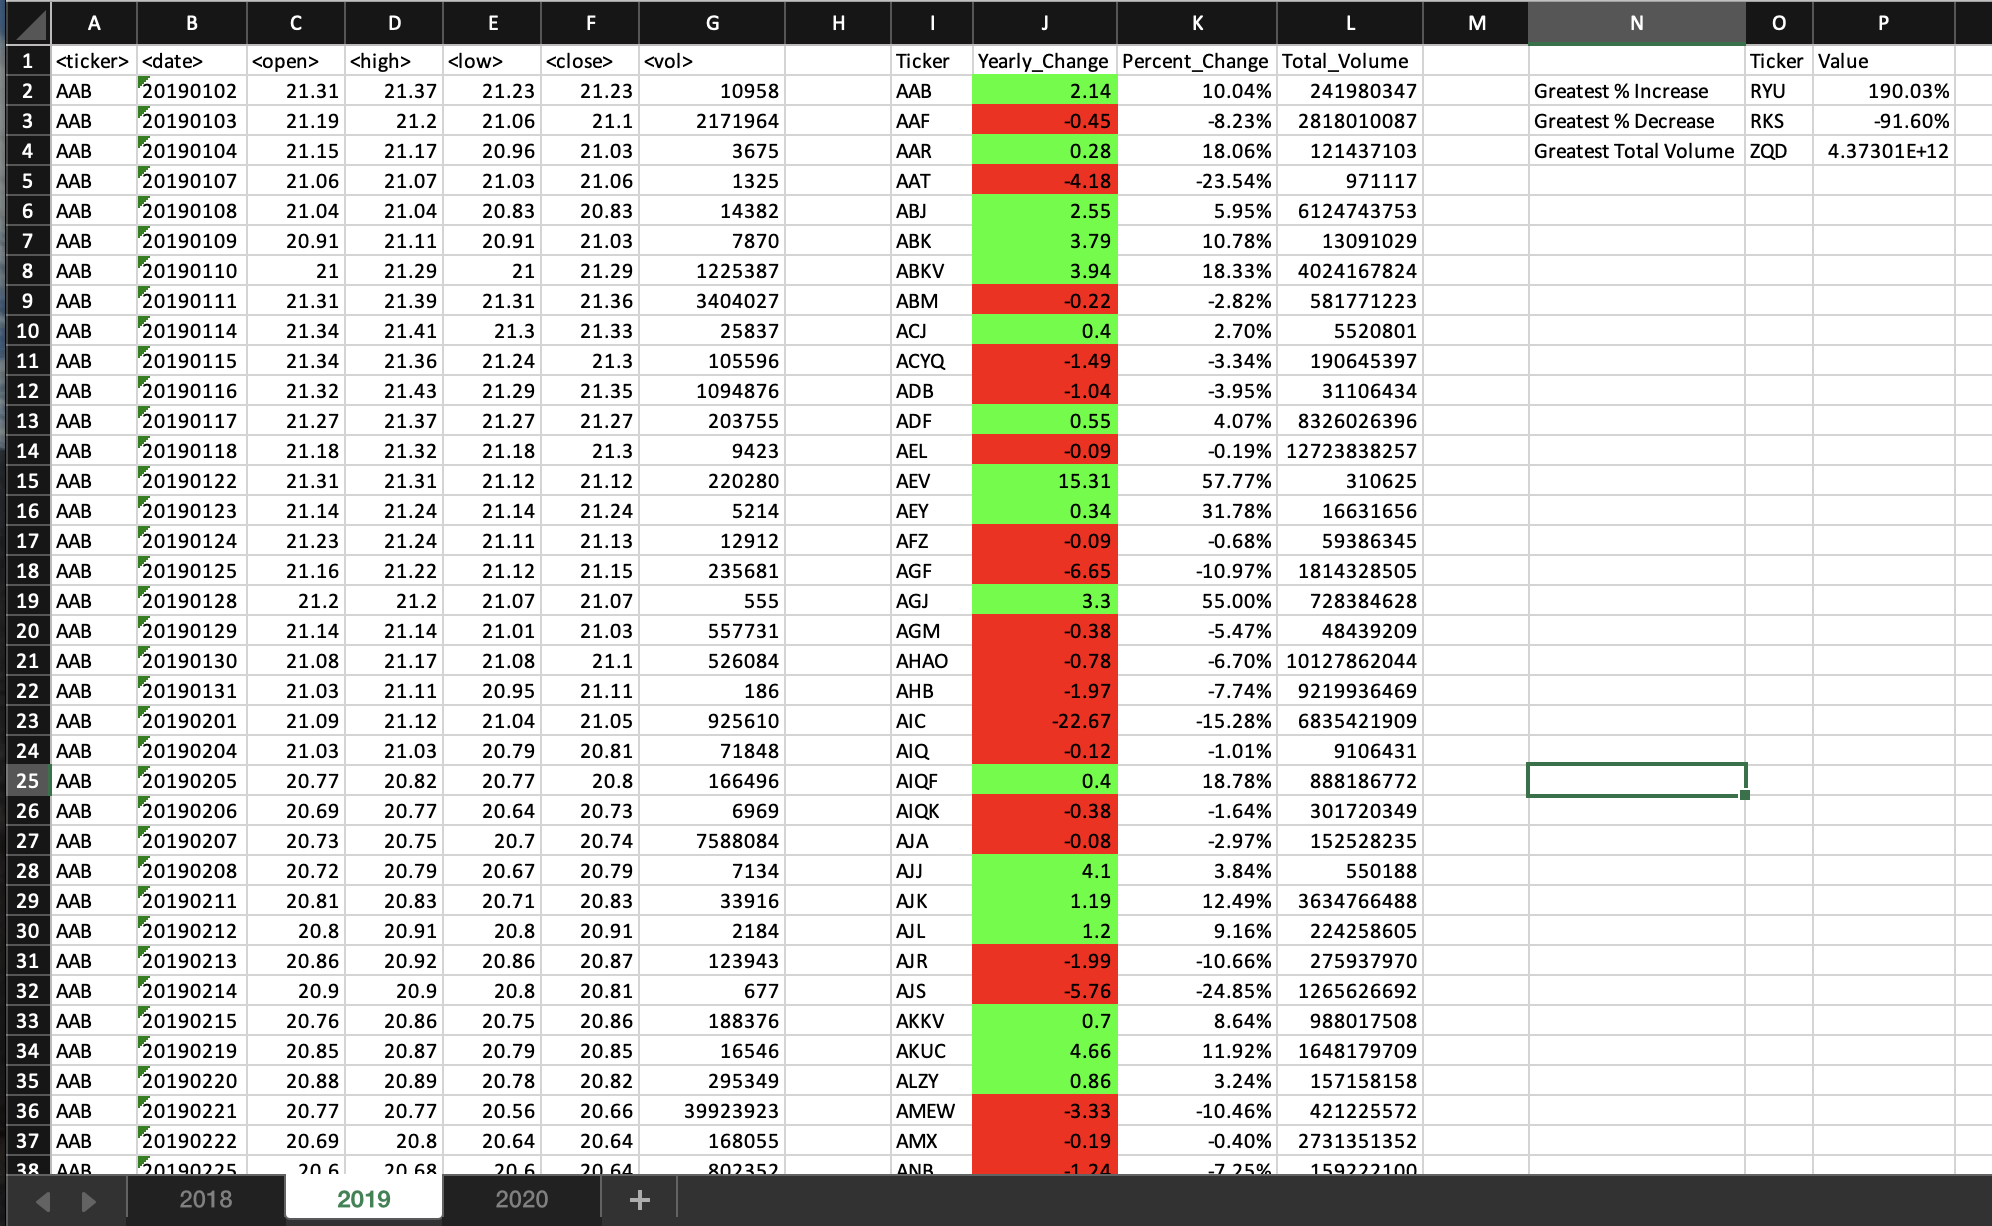 A B C D E F G H I J K L M N O P
1 <ticker> <date> <open> <high> <low> <close> <vol> Ticker Yearly_Change Percent_Change Total_Volume Ticker Value
2 AAB 20190102 21.31 21.37 21.23 21.23 10958 AAB 2.14 10.04% 241980347 Greatest % Increase RYU 190.03%
3 AAB 20190103 21.19 21.2 21.06 21.1 2171964 AAF -0.45 -8.23% 2818010087 Greatest % Decrease RKS -91.60%
4 AAB 20190104 21.15 21.17 20.96 21.03 3675 AAR 0.28 18.06% 121437103 Greatest Total Volume ZQD 4.37301E+12
5 AAB 20190107 21.06 21.07 21.03 21.06 1325 AAT -4.18 -23.54% 971117
6 AAB 20190108 21.04 21.04 20.83 20.83 14382 ABJ 2.55 5.95% 6124743753
7 AAB 20190109 20.91 21.11 20.91 21.03 7870 ABK 3.79 10.78% 13091029
8 AAB 20190110 21 21.29 21 21.29 1225387 ABKV 3.94 18.33% 4024167824
9 AAB 20190111 21.31 21.39 21.31 21.36 3404027 ABM -0.22 -2.82% 581771223
10 AAB 20190114 21.34 21.41 21.3 21.33 25837 ACJ 0.4 2.70% 5520801
11 AAB 20190115 21.34 21.36 21.24 21.3 105596 ACYQ -1.49 -3.34% 190645397
12 AAB 20190116 21.32 21.43 21.29 21.35 1094876 ADB -1.04 -3.95% 31106434
13 AAB 20190117 21.27 21.37 21.27 21.27 203755 ADF 0.55 4.07% 8326026396
14 AAB 20190118 21.18 21.32 21.18 21.3 9423 AEL -0.09 -0.19% 12723838257
15 AAB 20190122 21.31 21.31 21.12 21.12 220280 AEV 15.31 57.77% 310625
16 AAB 20190123 21.14 21.24 21.14 21.24 5214 AEY 0.34 31.78% 16631656
17 AAB 20190124 21.23 21.24 21.11 21.13 12912 AFZ -0.09 -0.68% 59386345
18 AAB 20190125 21.16 21.22 21.12 21.15 235681 AGF -6.65 -10.97% 1814328505
19 AAB 20190128 21.2 21.2 21.07 21.07 555 AGJ 3.3 55.00% 728384628
20 AAB 20190129 21.14 21.14 21.01 21.03 557731 AGM -0.38 -5.47% 48439209
21 AAB 20190130 21.08 21.17 21.08 21.1 526084 AHAO -0.78 -6.70% 10127862044
22 AAB 20190131 21.03 21.11 20.95 21.11 186 AHB -1.97 -7.74% 9219936469
23 AAB 20190201 21.09 21.12 21.04 21.05 925610 AIC -22.67 -15.28% 6835421909
24 AAB 20190204 21.03 21.03 20.79 20.81 71848 AIQ -0.12 -1.01% 9106431
25 AAB 20190205 20.77 20.82 20.77 20.8 166496 AIQF 0.4 18.78% 888186772
26 AAB 20190206 20.69 20.77 20.64 20.73 6969 AIQK -0.38 -1.64% 301720349
27 AAB 20190207 20.73 20.75 20.7 20.74 7588084 AJA -0.08 -2.97% 152528235
28 AAB 20190208 20.72 20.79 20.67 20.79 7134 AJJ 4.1 3.84% 550188
29 AAB 20190211 20.81 20.83 20.71 20.83 33916 AJK 1.19 12.49% 3634766488
30 AAB 20190212 20.8 20.91 20.8 20.91 2184 AJL 1.2 9.16% 224258605
31 AAB 20190213 20.86 20.92 20.86 20.87 123943 AJR -1.99 -10.66% 275937970
32 AAB 20190214 20.9 20.9 20.8 20.81 677 AJS -5.76 -24.85% 1265626692
33 AAB 20190215 20.76 20.86 20.75 20.86 188376 AKKV 0.7 8.64% 988017508
34 AAB 20190219 20.85 20.87 20.79 20.85 16546 AKUC 4.66 11.92% 1648179709
35 AAB 20190220 20.88 20.89 20.78 20.82 295349 ALZY 0.86 3.24% 157158158
36 AAB 20190221 20.77 20.77 20.56 20.66 39923923 AMEW -3.33 -10.46% 421225572
37 AAB 20190222 20.69 20.8 20.64 20.64 168055 AMX -0.19 -0.40% 2731351352
38 AAB 20190225 20.6 20.68 20.6 20.64 802352 ANB -1.24 -7.25% 159222100
2018 2019 2020 +